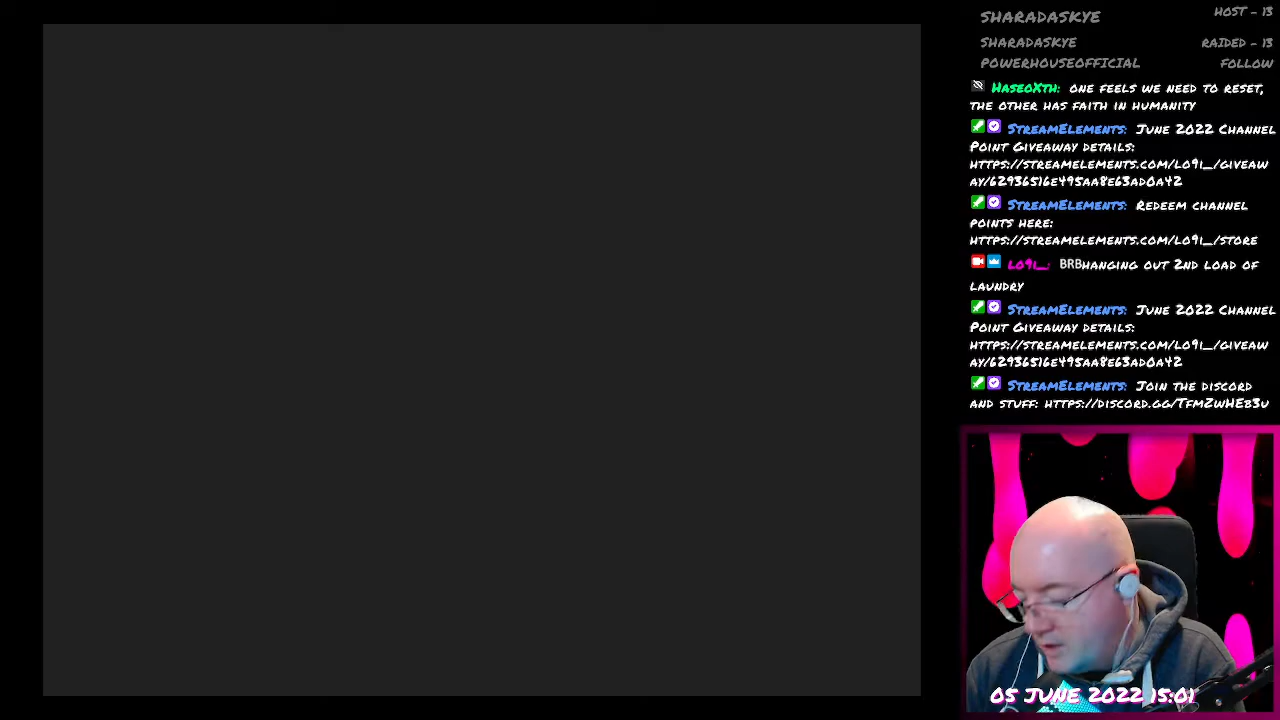 SHARADASKYE HOST - 13
SHARADASKYE RAIDED - 13
POWERHOUSEOFFICIAL FOLLOW
HaseoXth: ONE FEELS WE NEED TO RESET,
THE OTHER HAS FAITH IN HUMANITY
StreamElements: June 2022 Channel
Point Giveaway details:
https://streamelements.com/lo9i_/giveaw
ay/62936516e495aa8e63ad0a42
StreamElements: Redeem channel
points here:
https://streamelements.com/lo9i_/store
lo9i_: BRBHANGING OUT 2ND LOAD OF
LAUNDRY
StreamElements: June 2022 Channel
Point Giveaway details:
https://streamelements.com/lo9i_/giveaw
ay/62936516e495aa8e63ad0a42
StreamElements: Join the discord
and stuff: https://discord.gg/TfmZwHEb3u
05 JUNE 2022 15:01